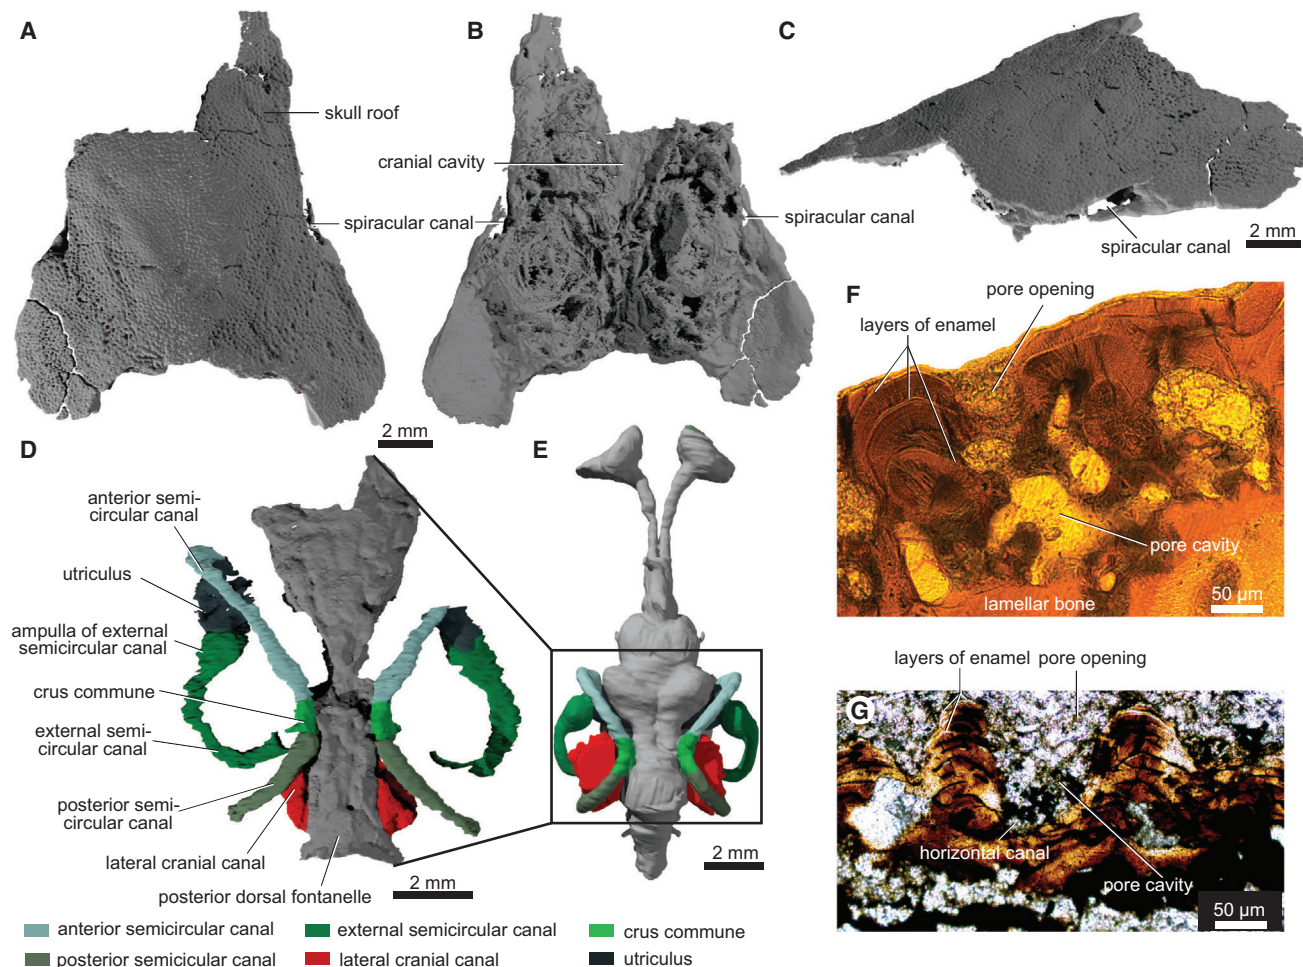 A
B
C
skull roof
cranial cavity
spiracular canal
spiracular canal
spiracular canal
2 mm
2 mm
D
anterior semi-
circular canal
utriculus
ampulla of external
semicircular canal
crus commune
external semi-
circular canal
posterior semi-
circular canal
lateral cranial canal
posterior dorsal fontanelle
2 mm
E
2 mm
F
pore opening
layers of enamel
pore cavity
lamellar bone
50 µm
layers of enamel
pore opening
G
horizontal canal
pore cavity
50 µm
anterior semicircular canal
external semicircular canal
crus commune
posterior semicicular canal
lateral cranial canal
utriculus